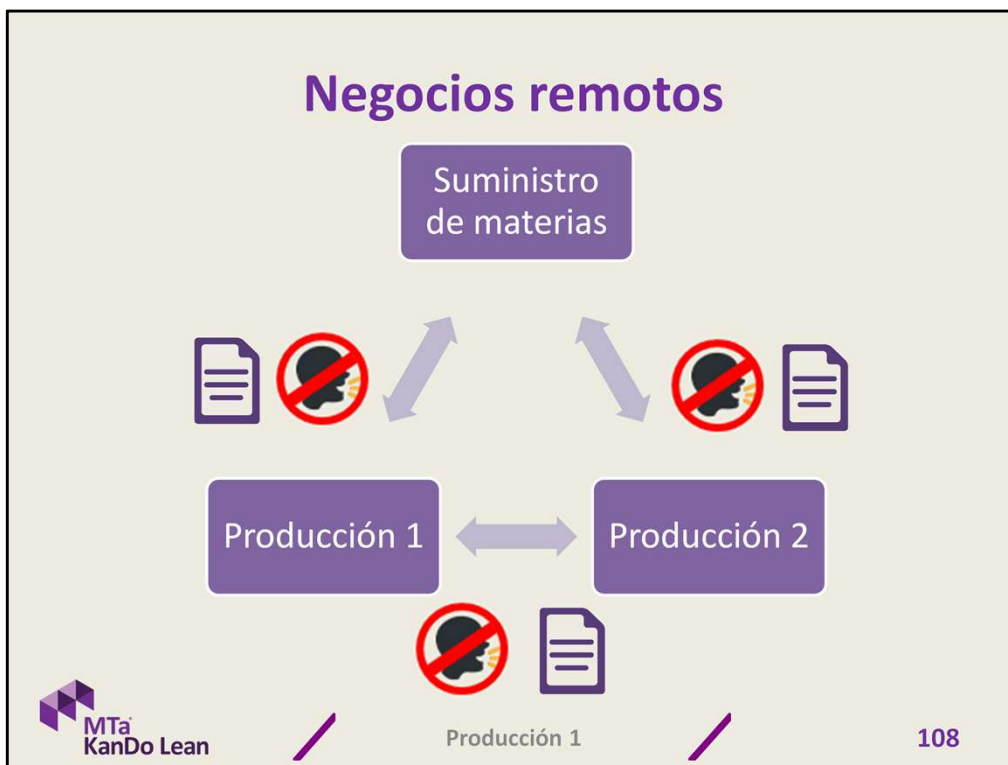 Negocios remotos
Suministro
de materias
Producción 1
Producción 2
MTa
KanDo Lean
Producción 1
108